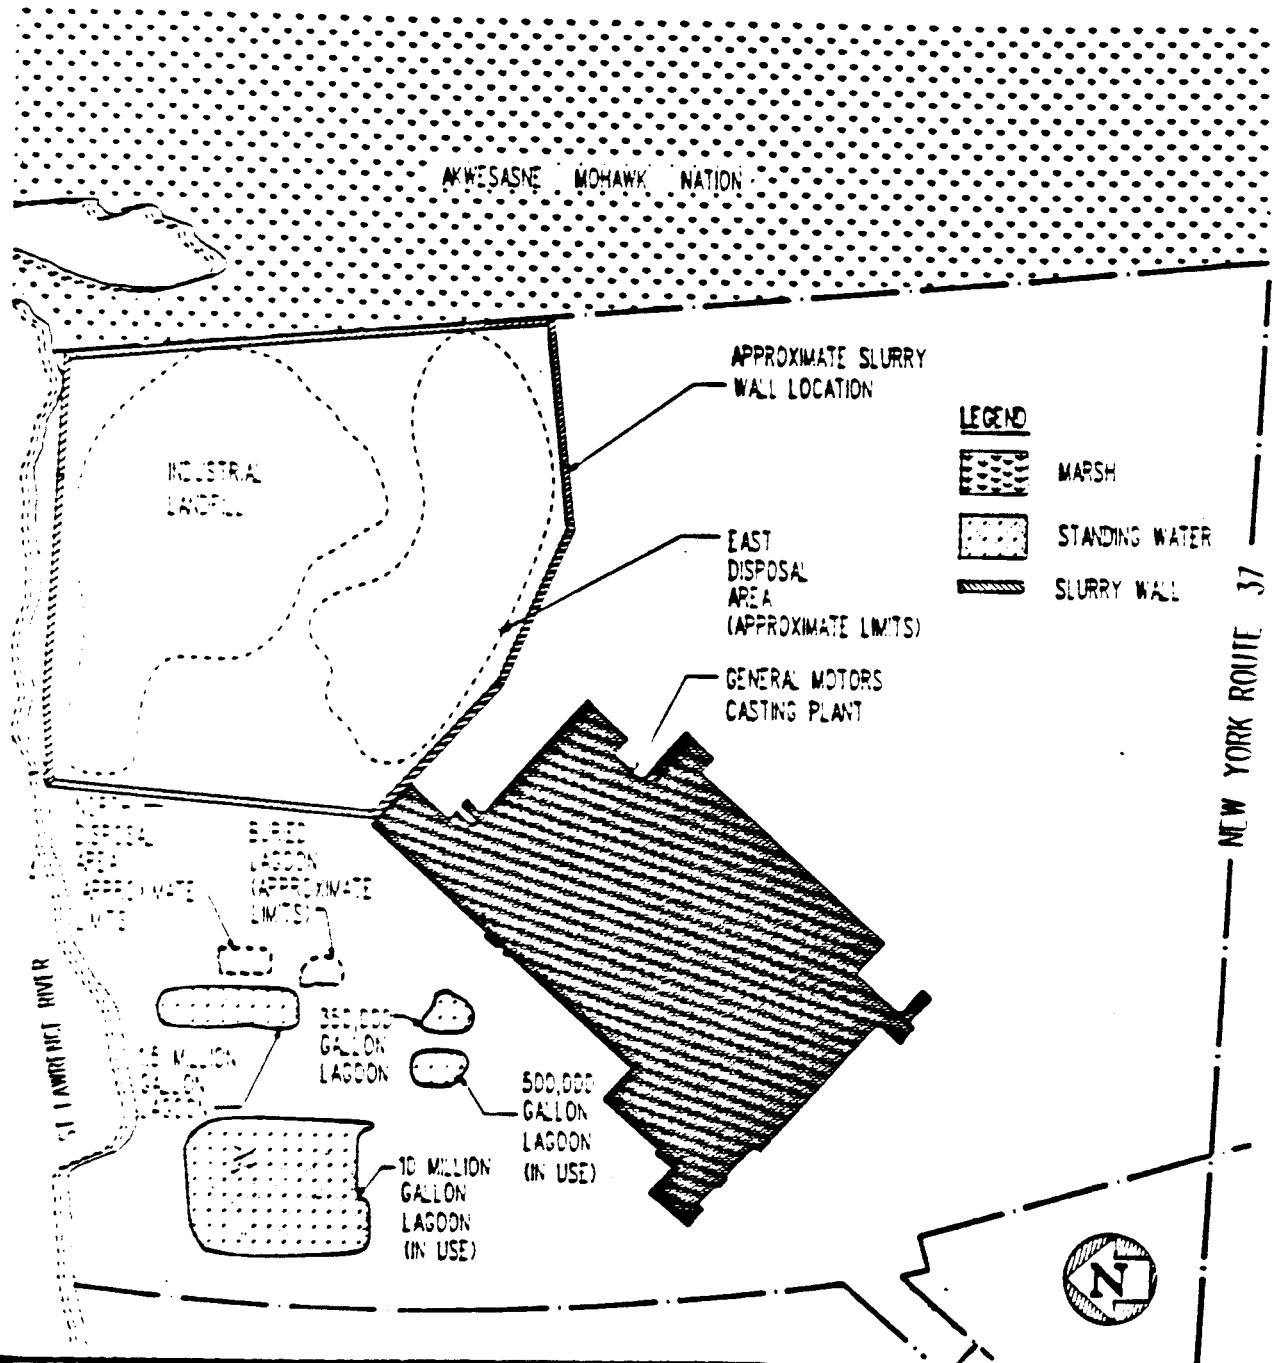 AKWESASNE MOHAWK NATION
APPROXIMATE SLURRY
WALL LOCATION
LEGEND
MARSH
STANDING WATER
SLURRY WALL
INDUSTRIAL
LANDFILL
EAST
DISPOSAL
AREA
(APPROXIMATE LIMITS)
GENERAL MOTORS
CASTING PLANT
NEW YORK ROUTE 37
DISPOSAL
AREA
APPROXIMATE
BURIED
LAGOON
(APPROXIMATE
LIMITS)
ST LAWRENCE RIVER
350,000
GALLON
LAGOON
MILLION
GALLON
LAGOON
500,000
GALLON
LAGOON
(IN USE)
10 MILLION
GALLON
LAGOON
(IN USE)
N